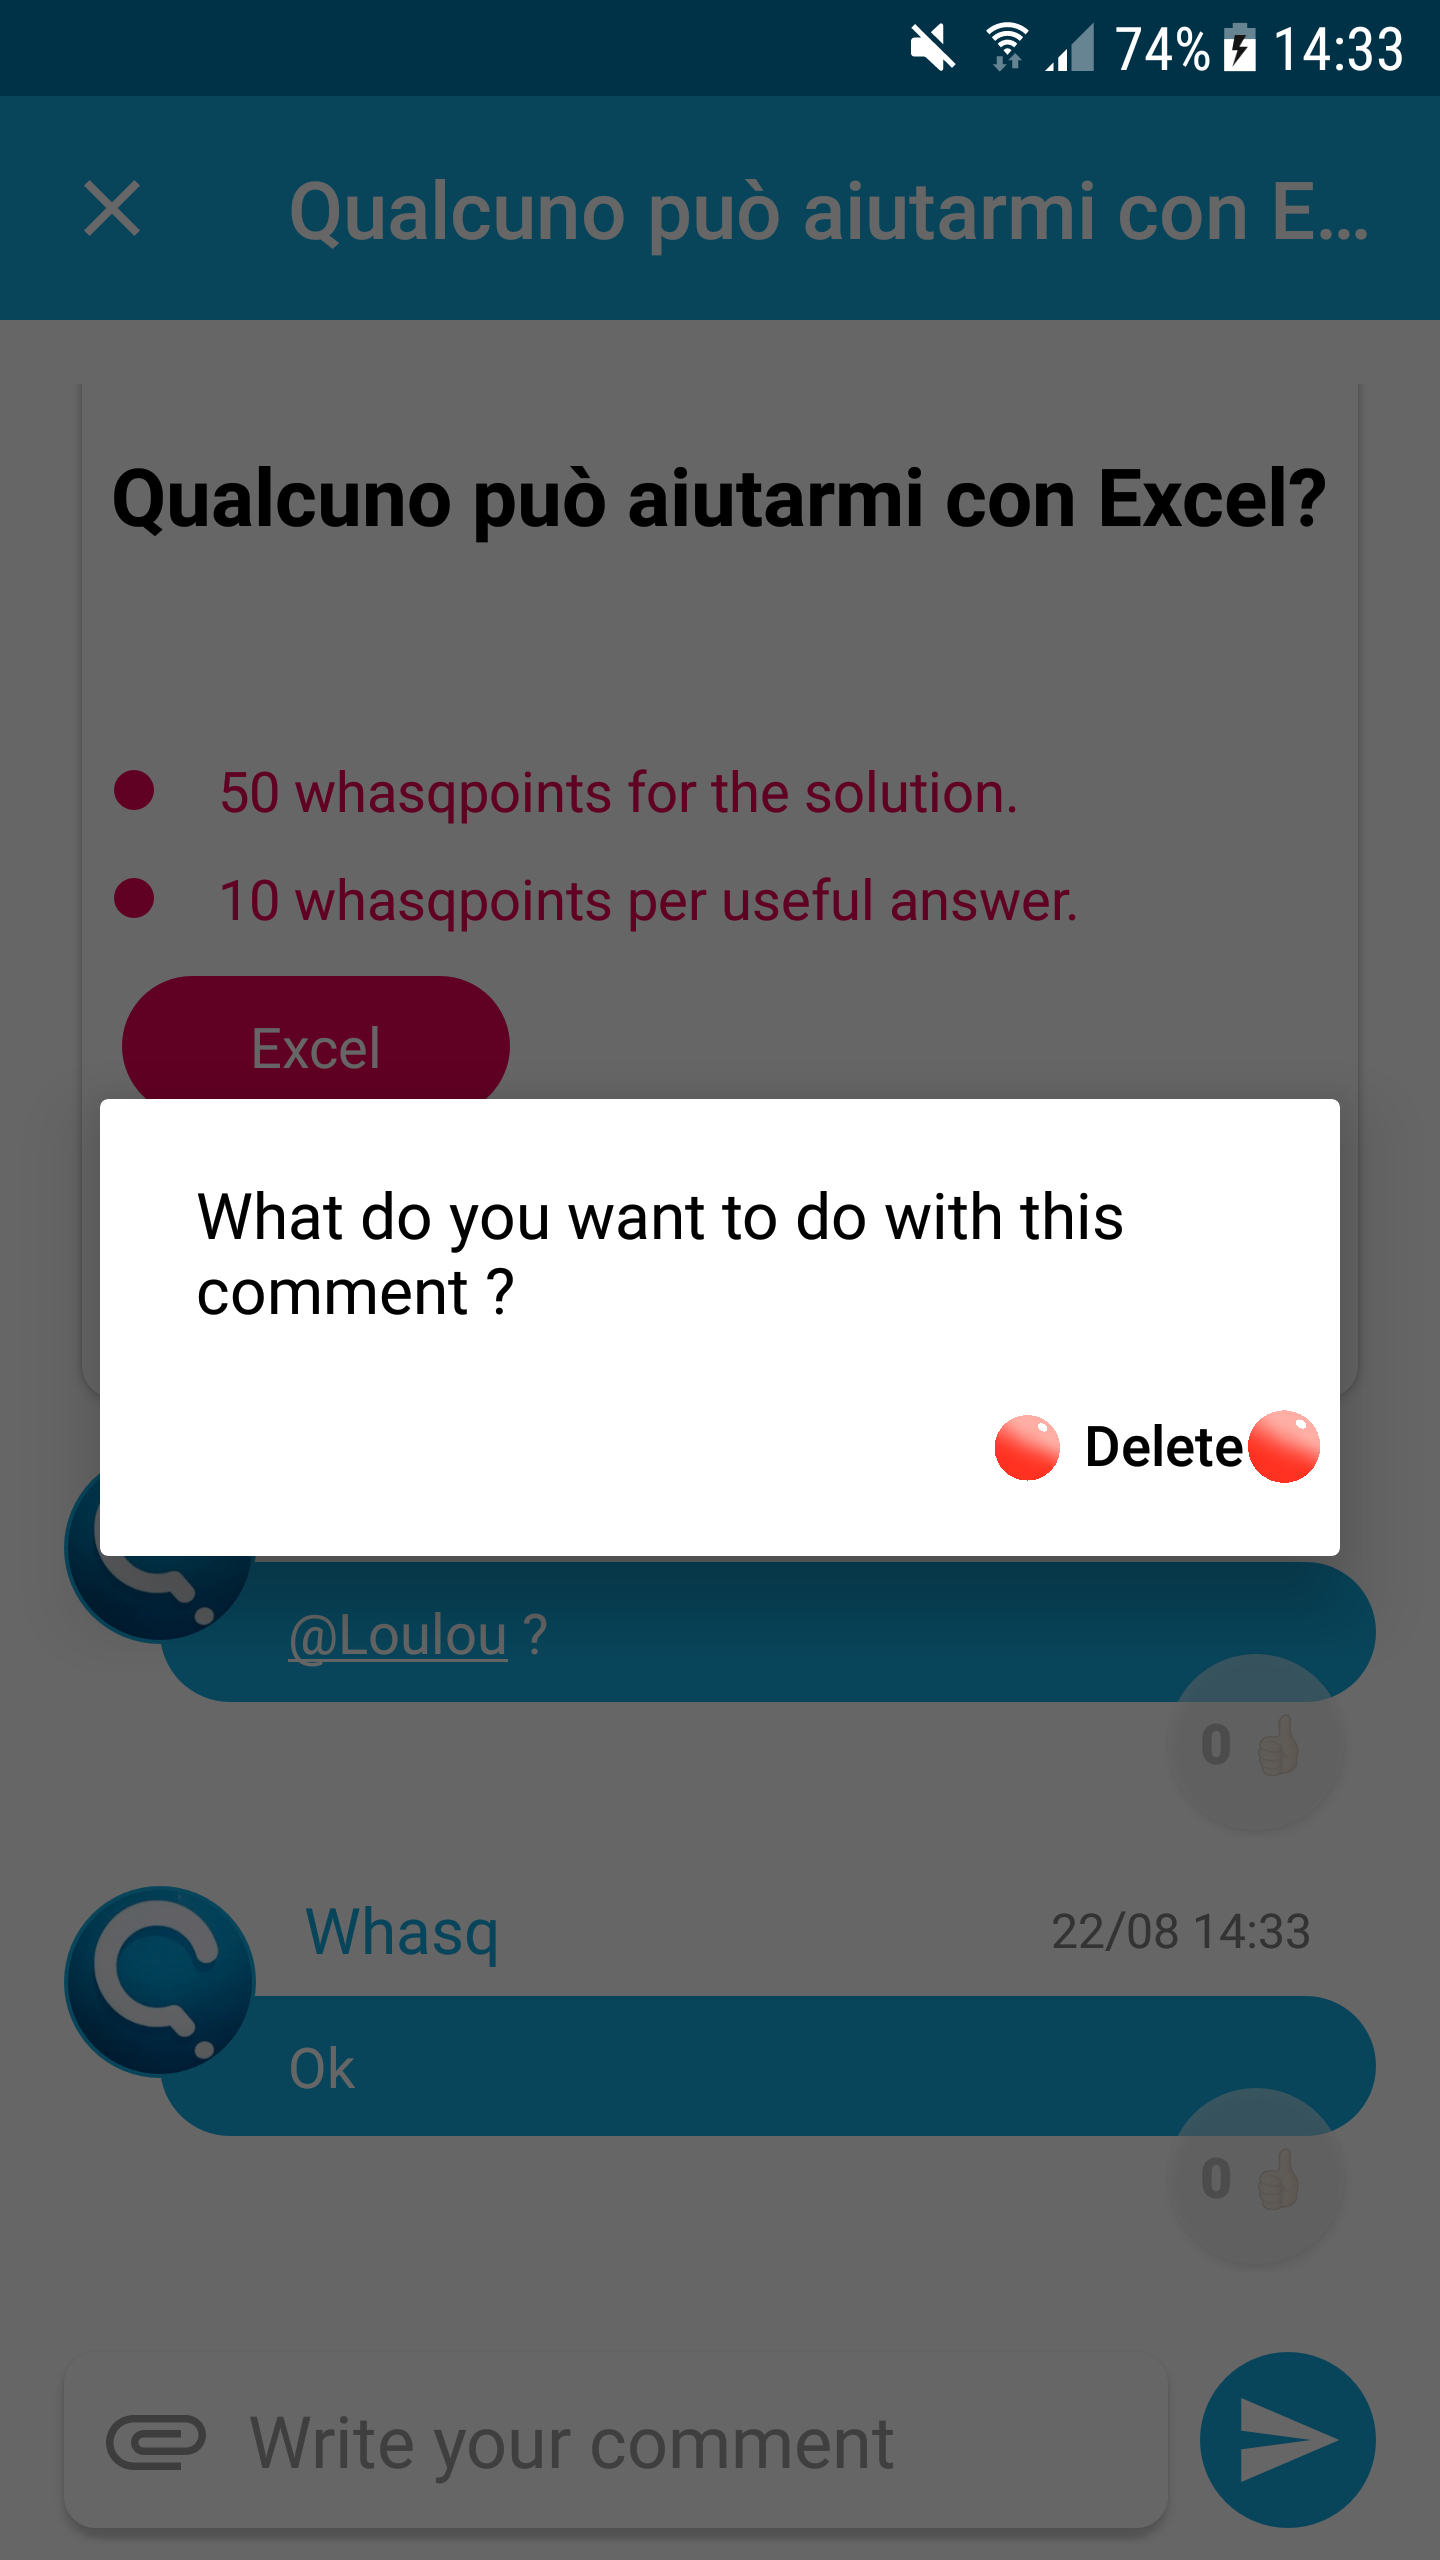 74% 14:33
Qualcuno può aiutarmi con E...
Qualcuno può aiutarmi con Excel?
50 whasqpoints for the solution.
10 whasqpoints per useful answer.
Excel
What do you want to do with this
comment ?
Delete
@Loulou ?
0
Whasq 22/08 14:33
Ok
0
Write your comment